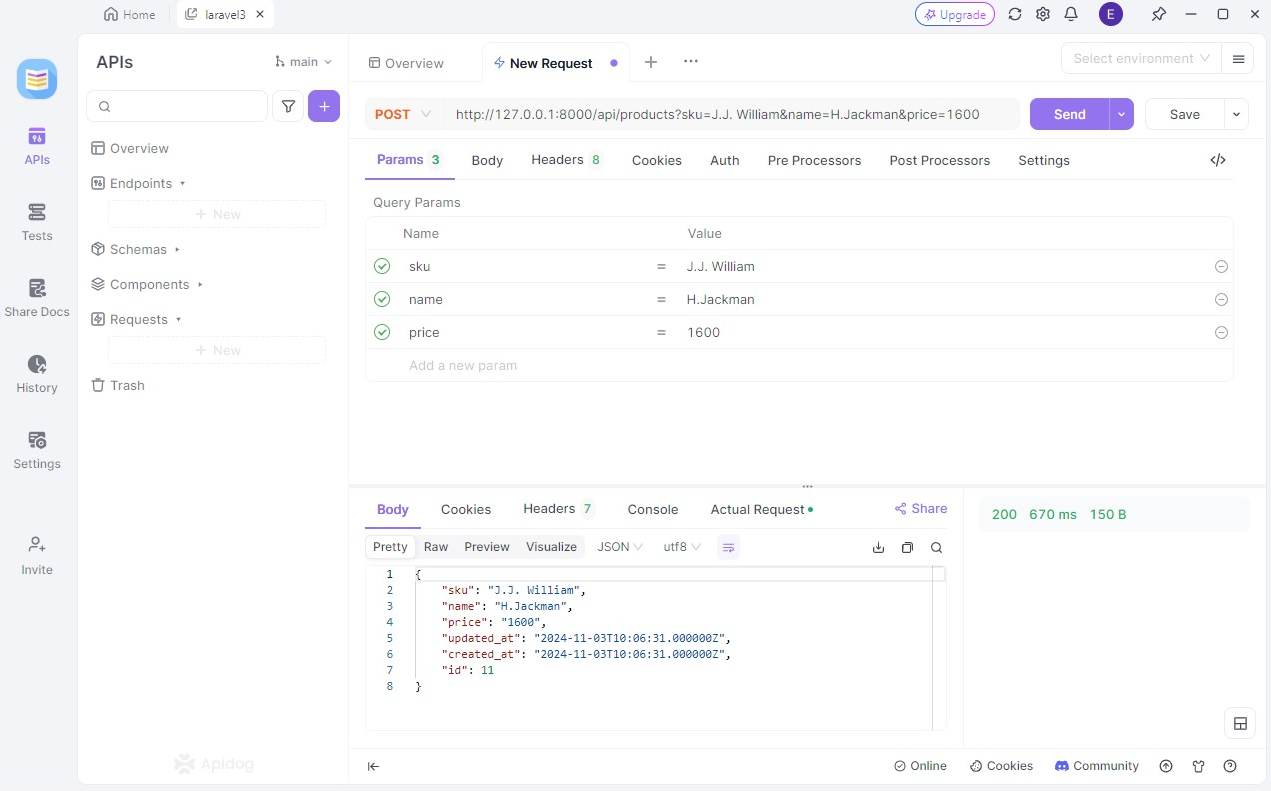 Home
laravel3
Upgrade
E
APIs
main
Overview
New Request
Select environment
POST
http://127.0.0.1:8000/api/products?sku=J.J. William&name=H.Jackman&price=1600
Send
Save
APIs
Tests
Share Docs
History
Settings
Invite
Overview
Endpoints
+ New
Schemas
Components
Requests
+ New
Trash
Apidog
Params 3
Body
Headers 8
Cookies
Auth
Pre Processors
Post Processors
Settings
Query Params
Name Value
sku = J.J. William
name = H.Jackman
price = 1600
Add a new param
Body
Cookies
Headers 7
Console
Actual Request
Share
200 670 ms 150 B
Pretty
Raw
Preview
Visualize
JSON
utf8
1 {
2 "sku": "J.J. William",
3 "name": "H.Jackman",
4 "price": "1600",
5 "updated_at": "2024-11-03T10:06:31.000000Z",
6 "created_at": "2024-11-03T10:06:31.000000Z",
7 "id": 11
8 }
Online
Cookies
Community